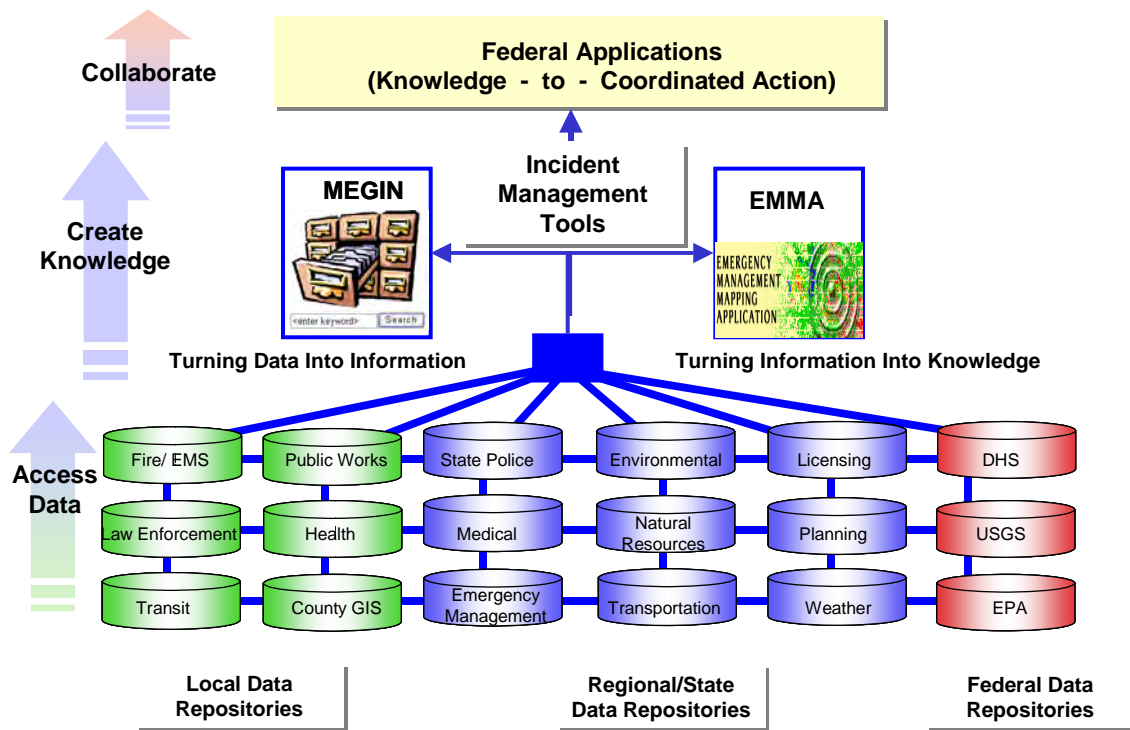 Collaborate
Federal Applications
(Knowledge - to - Coordinated Action)
Create
Knowledge
MEGIN
<enter keyword>
Search
Incident
Management
Tools
EMMA
EMERGENCY
MANAGEMENT
MAPPING
APPLICATION
Turning Data Into Information
Turning Information Into Knowledge
Access
Data
Fire/ EMS
Public Works
State Police
Environmental
Licensing
DHS
Law Enforcement
Health
Medical
Natural
Resources
Planning
USGS
Transit
County GIS
Emergency
Management
Transportation
Weather
EPA
Local Data
Repositories
Regional/State
Data Repositories
Federal Data
Repositories